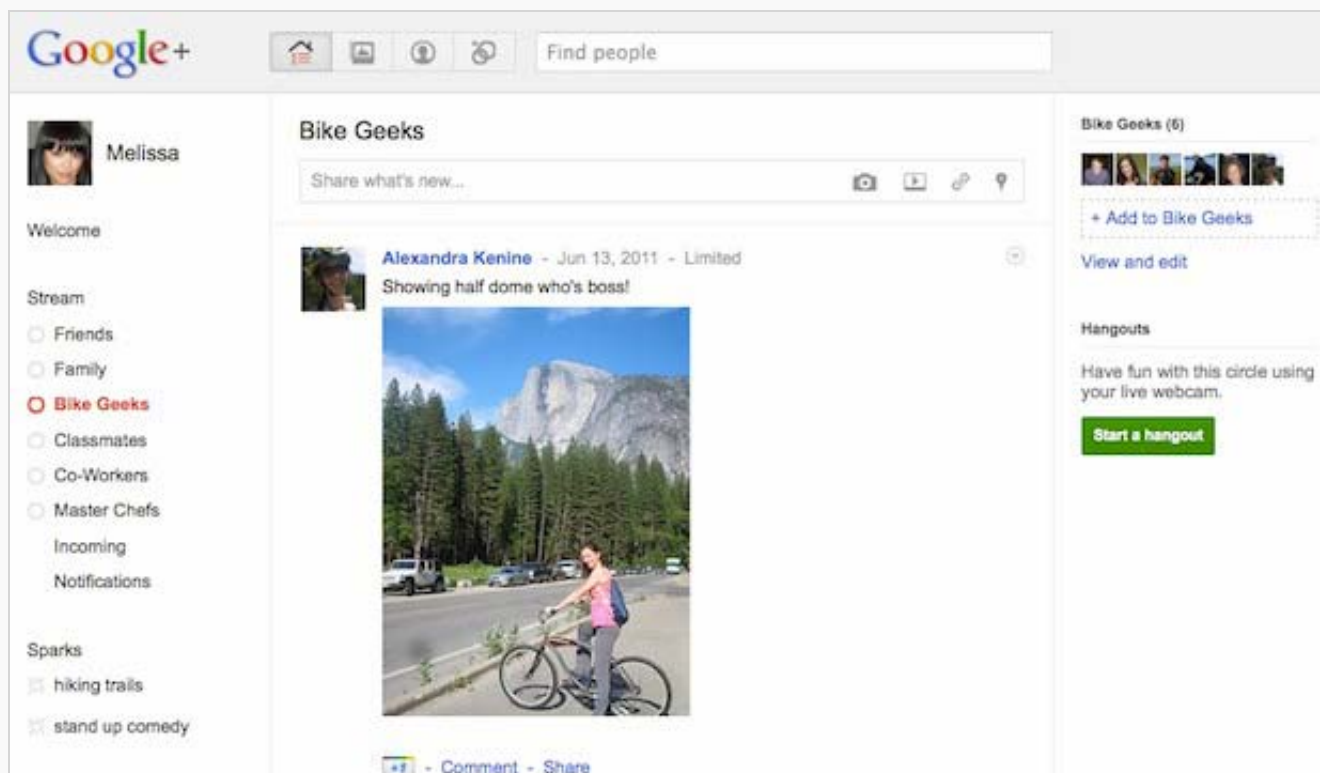 Google+
Find people
Melissa
Welcome
Stream
Friends
Family
Bike Geeks
Classmates
Co-Workers
Master Chefs
Incoming
Notifications
Sparks
hiking trails
stand up comedy
Bike Geeks
Share what's new...
Alexandra Kenine - Jun 13, 2011 - Limited
Showing half dome who's boss!
+1 - Comment - Share
Bike Geeks (6)
+ Add to Bike Geeks
View and edit
Hangouts
Have fun with this circle using
your live webcam.
Start a hangout